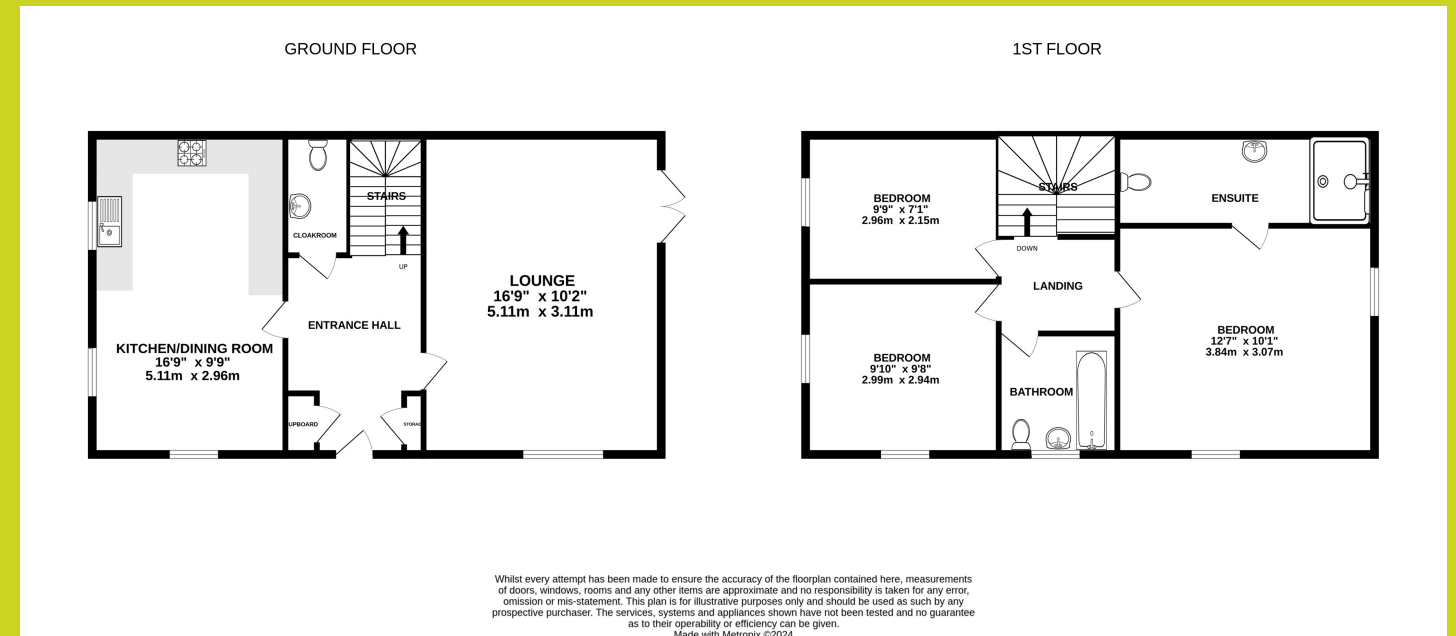 GROUND FLOOR
1ST FLOOR
STAIRS
CLOAKROOM
UP
LOUNGE
16'9" x 10'2"
5.11m x 3.11m
ENTRANCE HALL
KITCHEN/DINING ROOM
16'9" x 9'9"
5.11m x 2.96m
UPBOARD
STORAG
BEDROOM
9'9" x 7'1"
2.96m x 2.15m
STAIRS
DOWN
ENSUITE
LANDING
BEDROOM
12'7" x 10'1"
3.84m x 3.07m
BEDROOM
9'10" x 9'8"
2.99m x 2.94m
BATHROOM
Whilst every attempt has been made to ensure the accuracy of the floorplan contained here, measurements
of doors, windows, rooms and any other items are approximate and no responsibility is taken for any error,
omission or mis-statement. This plan is for illustrative purposes only and should be used as such by any
prospective purchaser. The services, systems and appliances shown have not been tested and no guarantee
as to their operability or efficiency can be given.
Made with Metropix ©2024